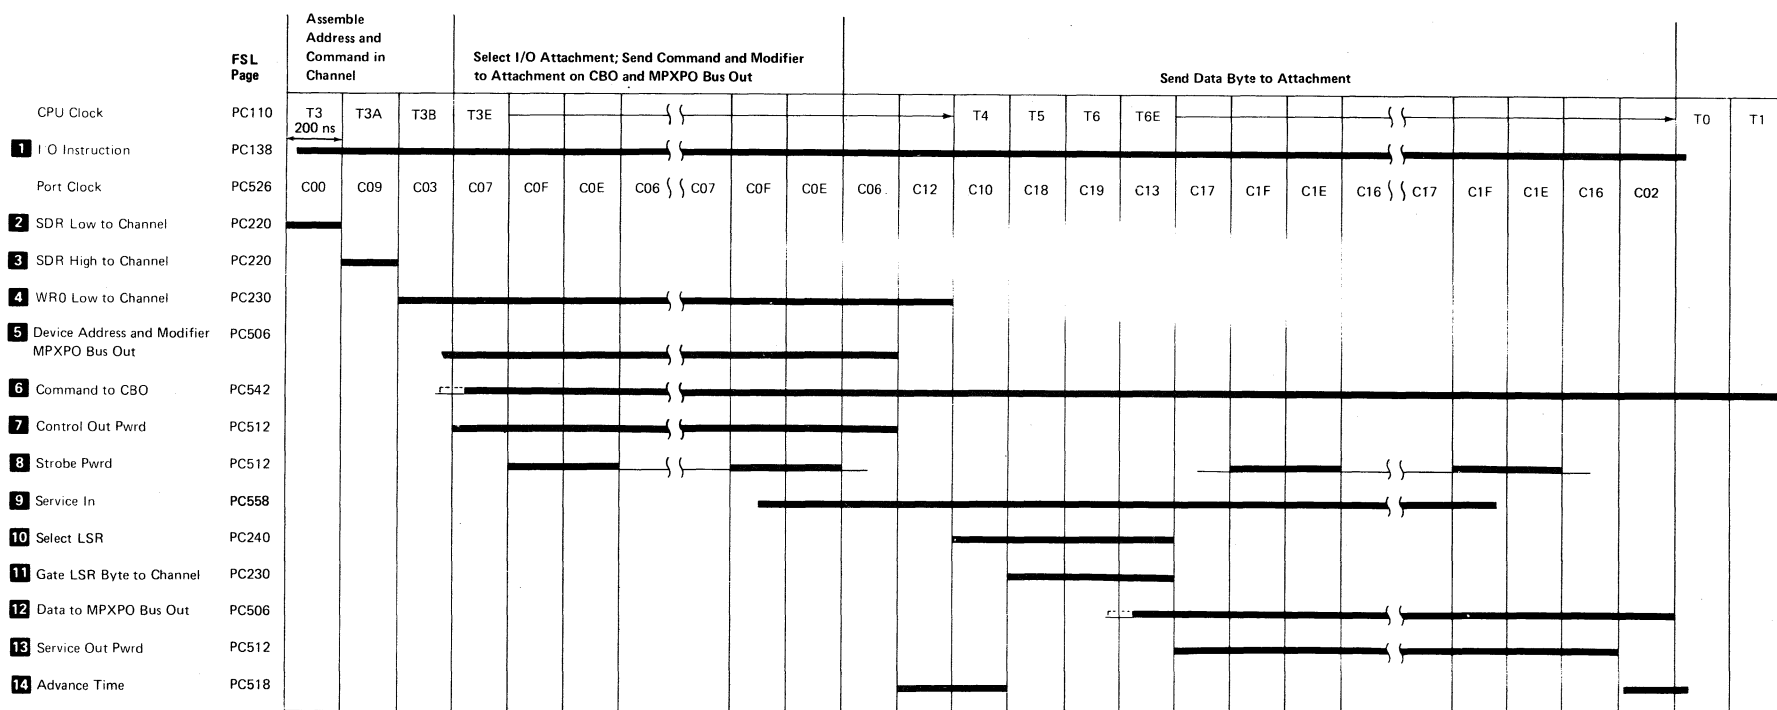 Assemble
Address and
Command in
Channel
FSL
Page
Select I/O Attachment; Send Command and Modifier
to Attachment on CBO and MPXPO Bus Out
Send Data Byte to Attachment
CPU Clock PC110 T3 T3A T3B T3E T4 T5 T6 T6E T0 T1
200 ns
1 I O Instruction PC138
Port Clock PC526 C00 C09 C03 C07 C0F C0E C06 C07 C0F C0E C06 C12 C10 C18 C19 C13 C17 C1F C1E C16 C17 C1F C1E C16 C02
2 SDR Low to Channel PC220
3 SDR High to Channel PC220
4 WR0 Low to Channel PC230
5 Device Address and Modifier PC506
MPXPO Bus Out
6 Command to CBO PC542
7 Control Out Pwrd PC512
8 Strobe Pwrd PC512
9 Service In PC558
10 Select LSR PC240
11 Gate LSR Byte to Channel PC230
12 Data to MPXPO Bus Out PC506
13 Service Out Pwrd PC512
14 Advance Time PC518